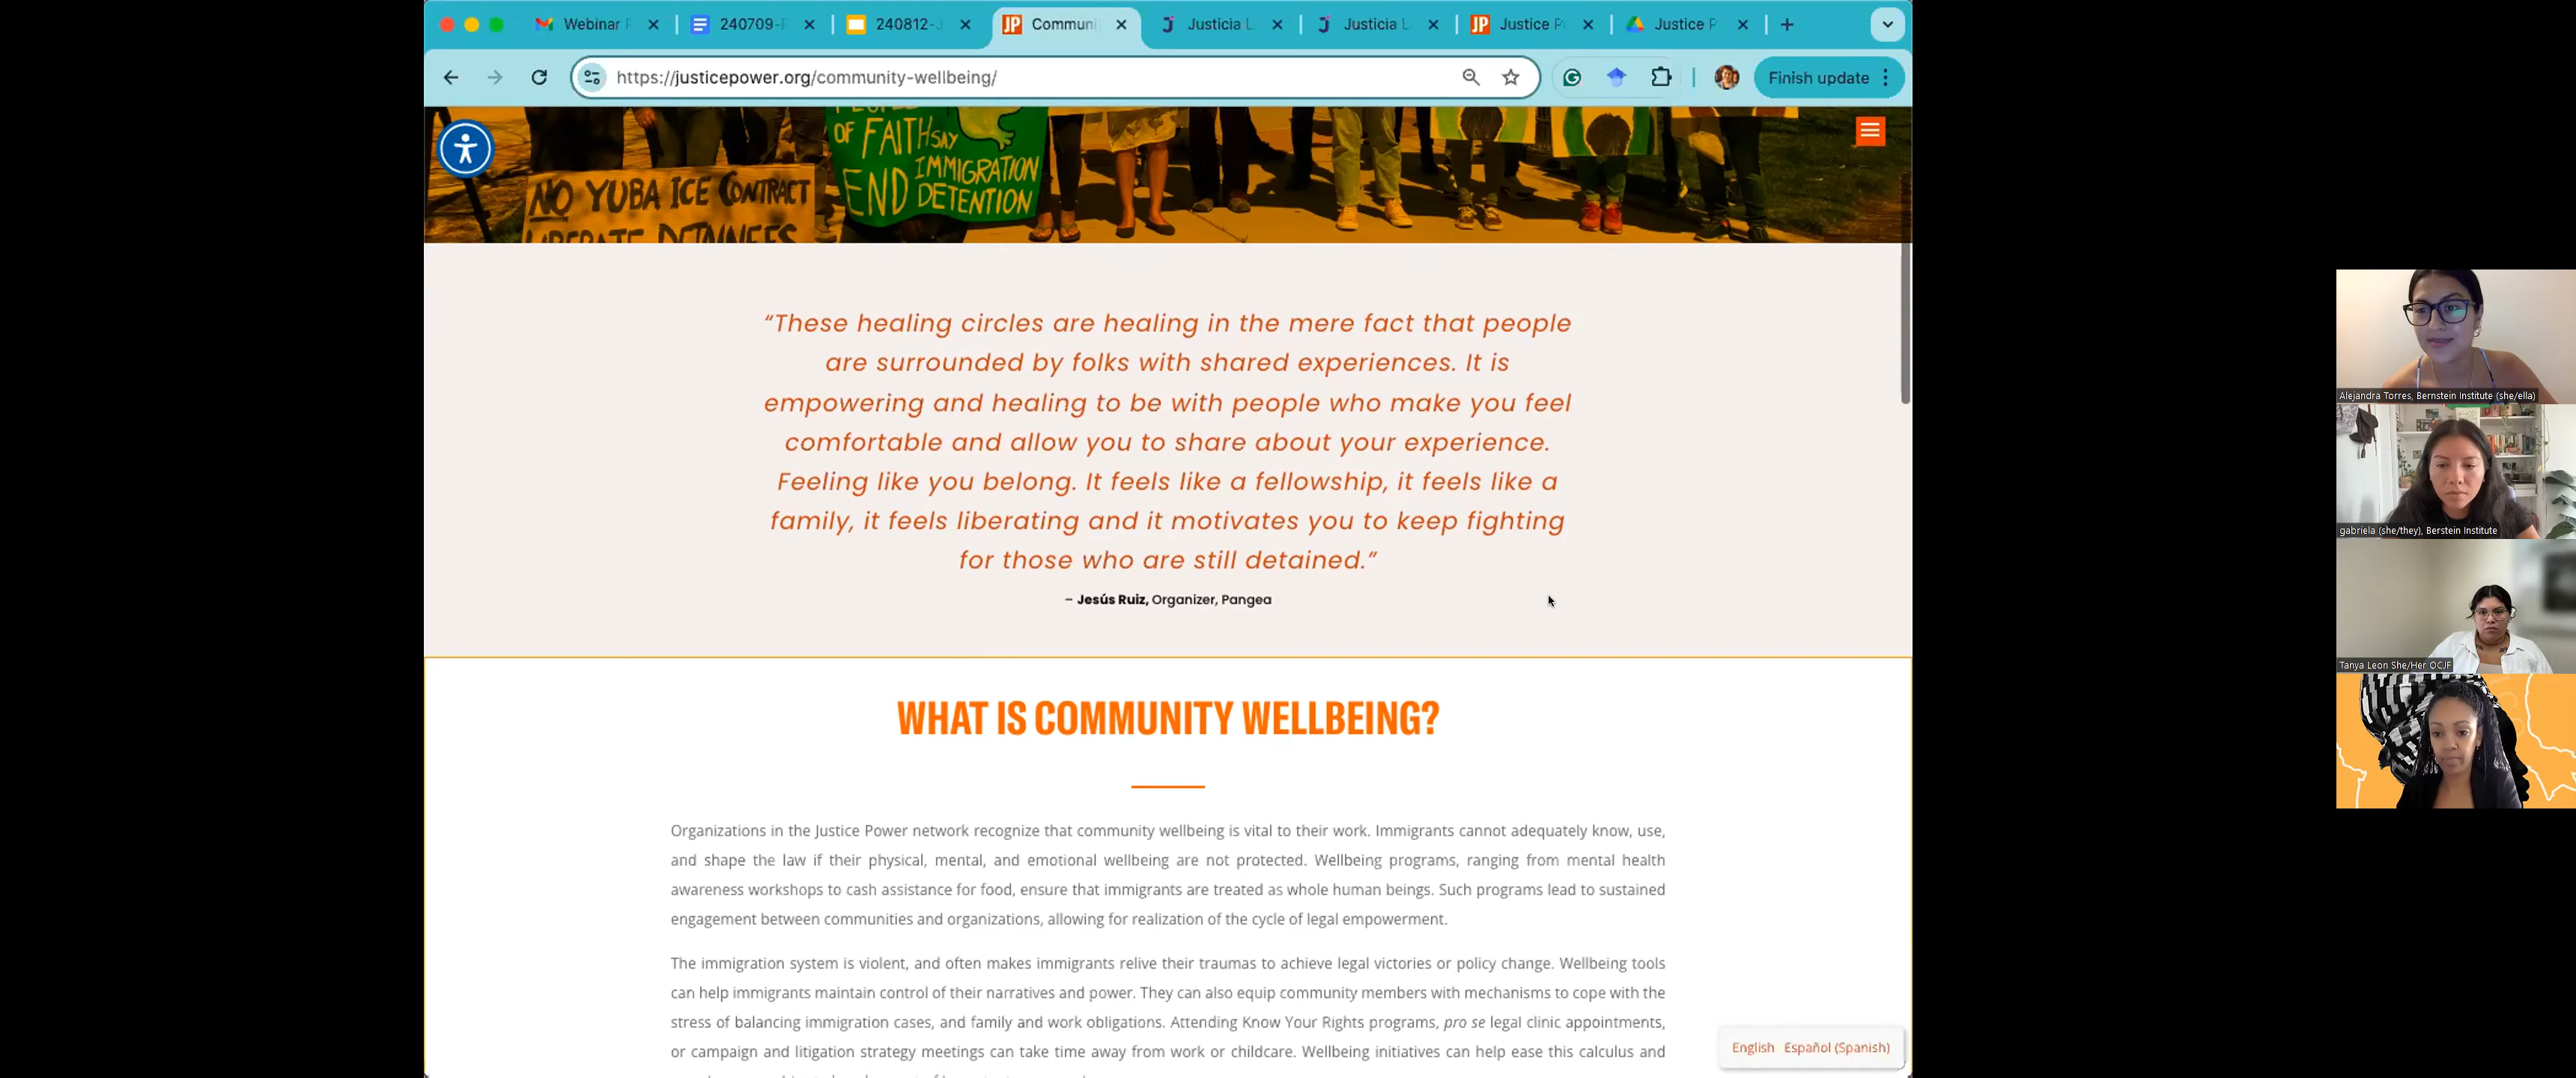 Webinar
240709-
240812-
Communi
Justicia L
Justicia L
Justice P
Justice P
https://justicepower.org/community-wellbeing/
Finish update
OF FAITH SAY
IMMIGRATION
END DETENTION
NO YUBA ICE CONTRACT
LIBERATE DETAINEES
“These healing circles are healing in the mere fact that people
are surrounded by folks with shared experiences. It is
empowering and healing to be with people who make you feel
comfortable and allow you to share about your experience.
Feeling like you belong. It feels like a fellowship, it feels like a
family, it feels liberating and it motivates you to keep fighting
for those who are still detained.”
– Jesús Ruiz, Organizer, Pangea
WHAT IS COMMUNITY WELLBEING?
Organizations in the Justice Power network recognize that community wellbeing is vital to their work. Immigrants cannot adequately know, use,
and shape the law if their physical, mental, and emotional wellbeing are not protected. Wellbeing programs, ranging from mental health
awareness workshops to cash assistance for food, ensure that immigrants are treated as whole human beings. Such programs lead to sustained
engagement between communities and organizations, allowing for realization of the cycle of legal empowerment.
The immigration system is violent, and often makes immigrants relive their traumas to achieve legal victories or policy change. Wellbeing tools
can help immigrants maintain control of their narratives and power. They can also equip community members with mechanisms to cope with the
stress of balancing immigration cases, and family and work obligations. Attending Know Your Rights programs, pro se legal clinic appointments,
or campaign and litigation strategy meetings can take time away from work or childcare. Wellbeing initiatives can help ease this calculus and
English Español (Spanish)
Alejandra Torres, Bernstein Institute (she/ella)
gabriela (she/they), Berstein Institute
Tanya Leon She/Her OCJF